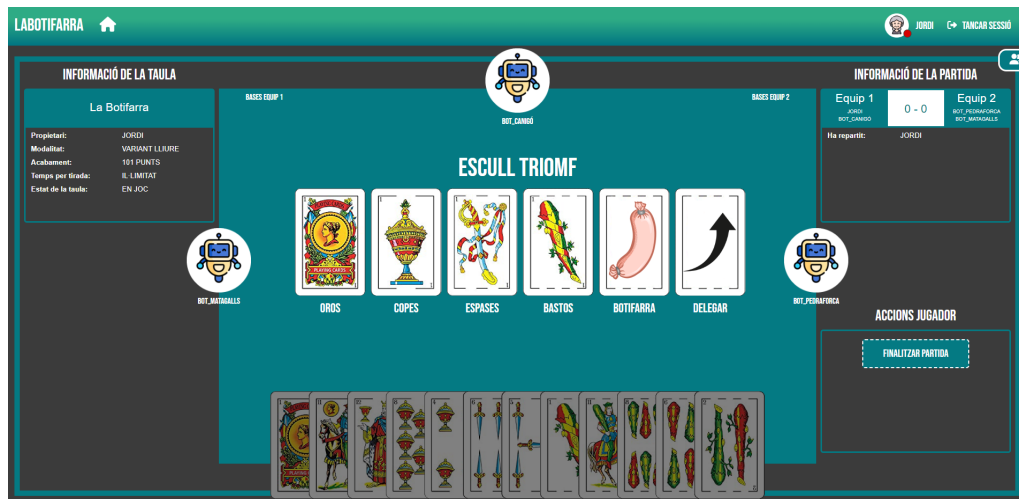 LABOTIFARRA
JORDI
TANCAR SESSIÓ
INFORMACIÓ DE LA TAULA
La Botifarra
Propietari: JORDI
Modalitat: VARIANT LLIURE
Acabament: 101 PUNTS
Temps per tirada: IL·LIMITAT
Estat de la taula: EN JOC
BASES EQUIP 1
BASES EQUIP 2
BOT_CANIGÓ
ESCULL TRIOMF
PLAYING CARDS
OROS
COPES
ESPASES
BASTOS
BOTIFARRA
DELEGAR
BOT_MATAGALLS
BOT_PEDRAFORCA
INFORMACIÓ DE LA PARTIDA
Equip 1
JORDI
BOT_CANIGÓ
0 - 0
Equip 2
BOT_PEDRAFORCA
BOT_MATAGALLS
Ha repartit: JORDI
ACCIONS JUGADOR
FINALITZAR PARTIDA